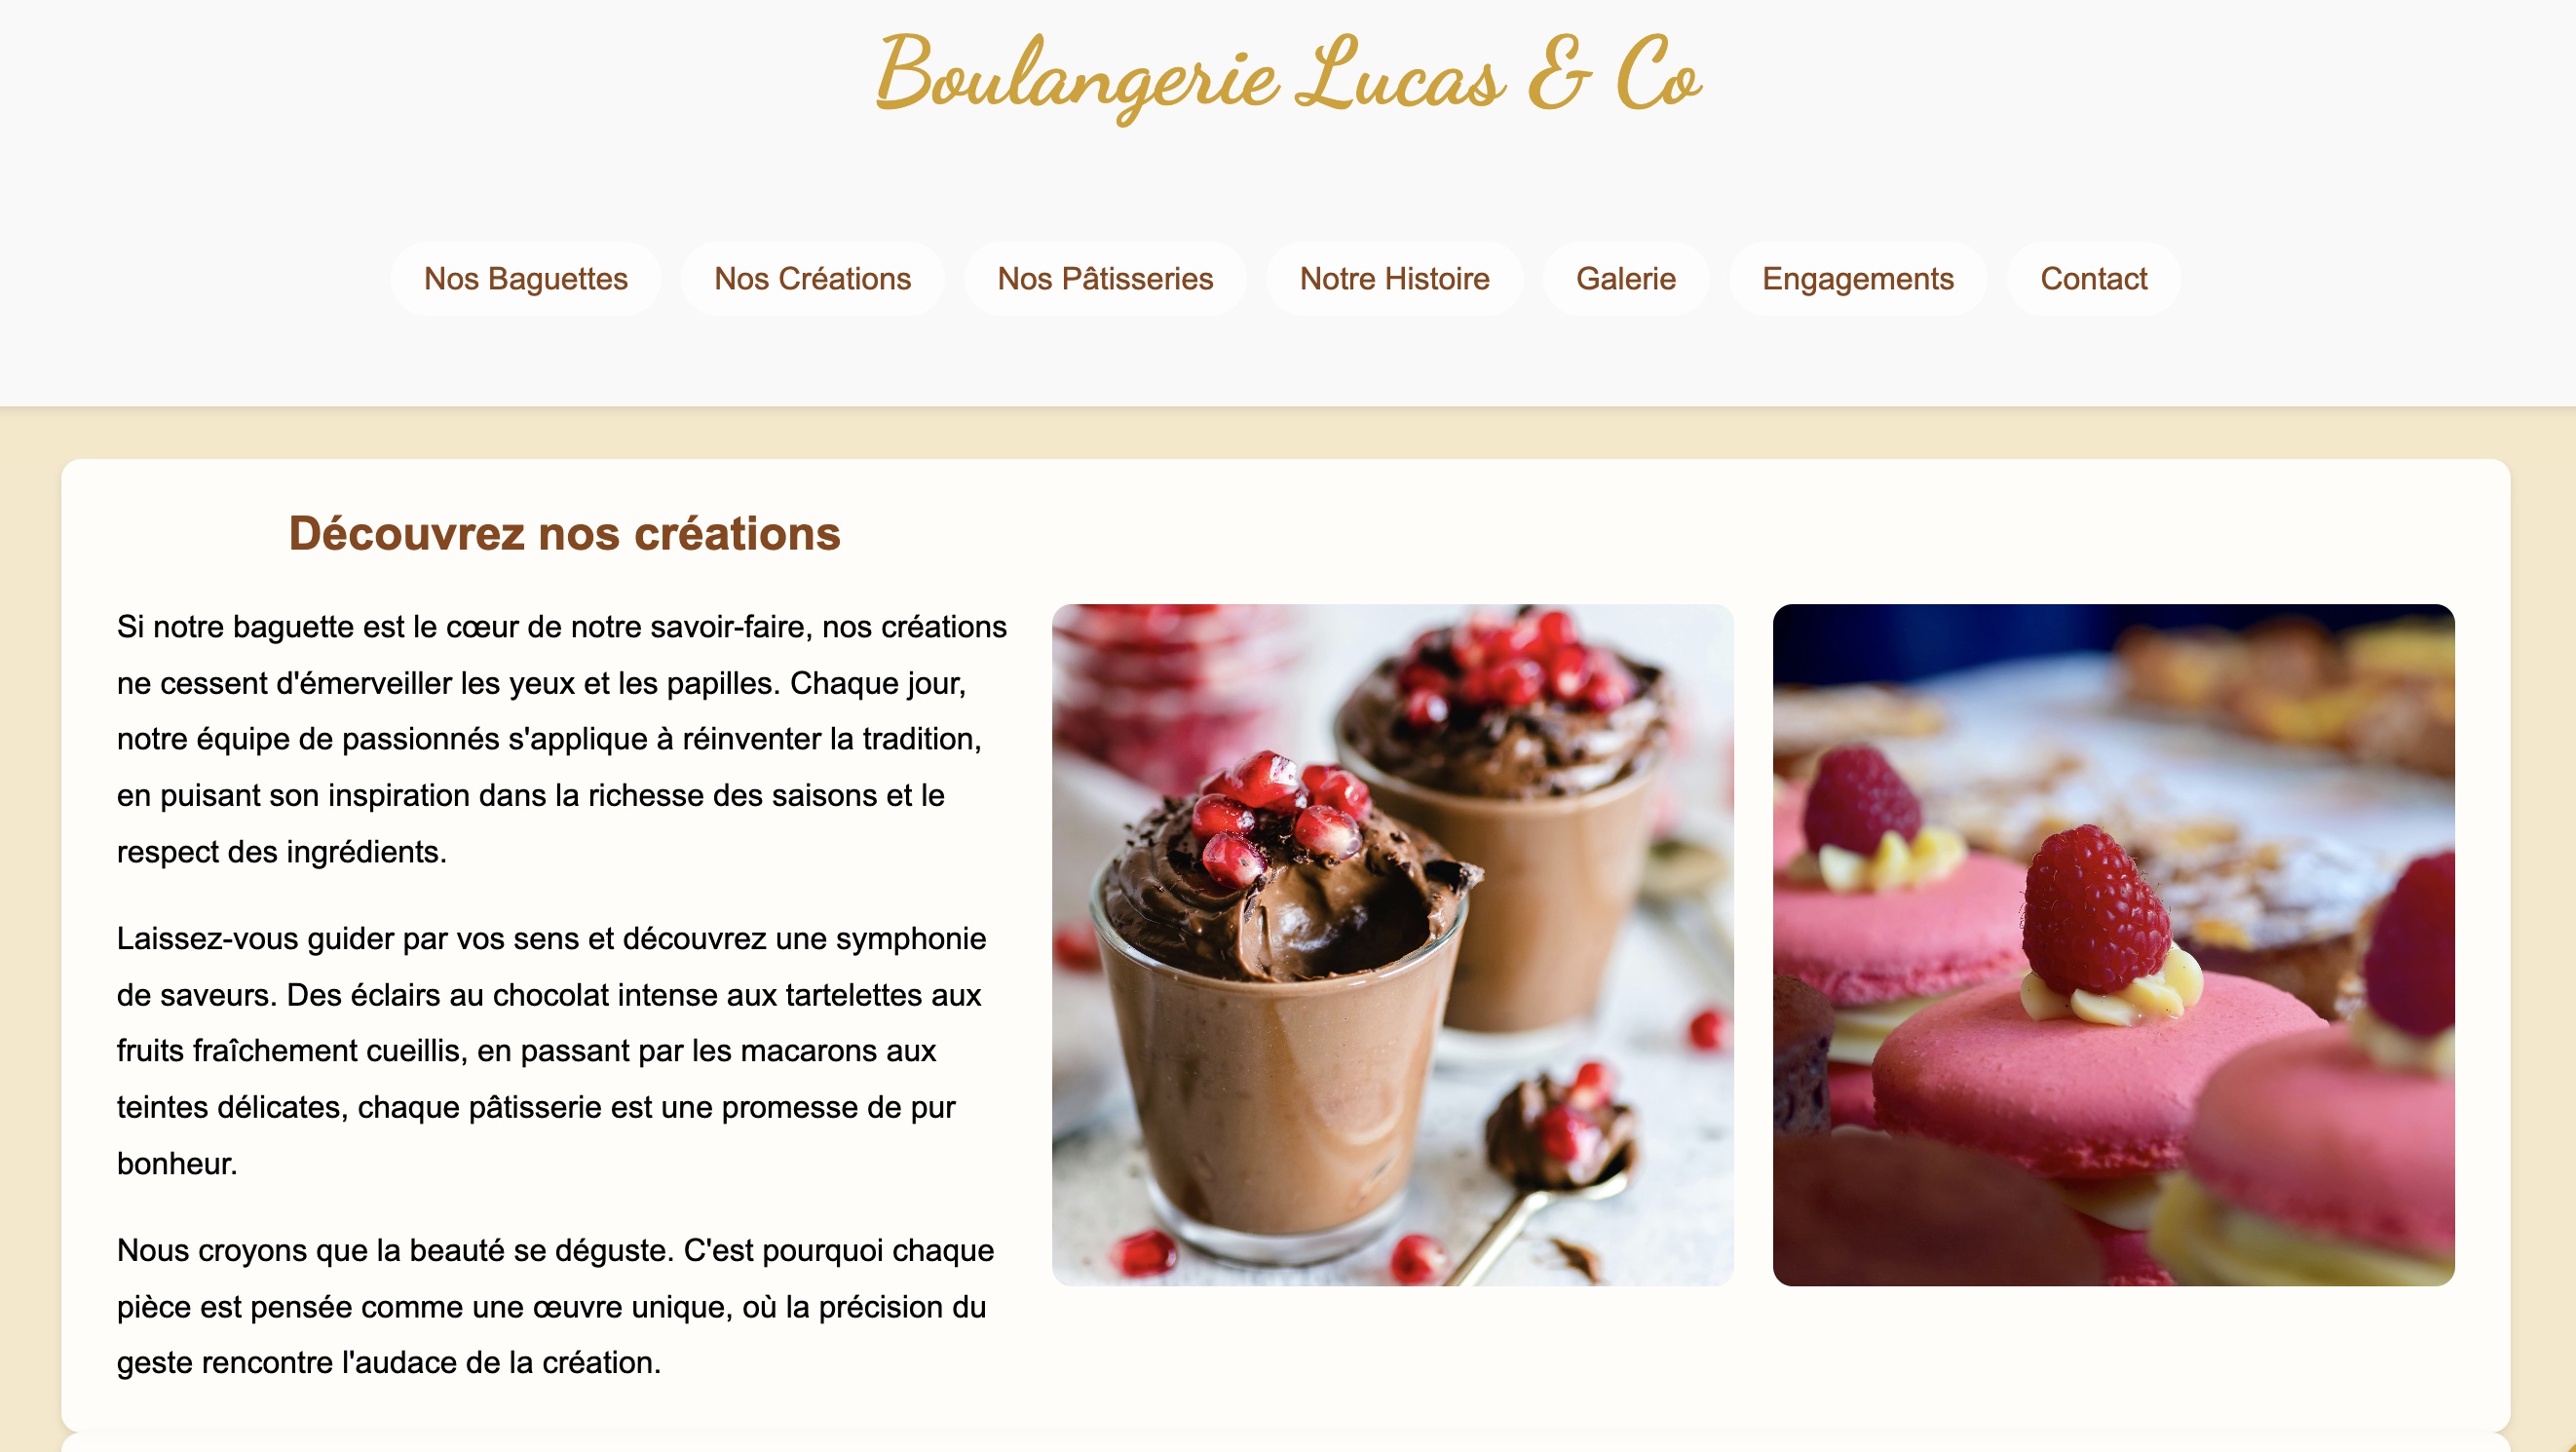 Boulangerie Lucas & Co
Nos Baguettes
Nos Créations
Nos Pâtisseries
Notre Histoire
Galerie
Engagements
Contact
Découvrez nos créations
Si notre baguette est le cœur de notre savoir-faire, nos créations
ne cessent d'émerveiller les yeux et les papilles. Chaque jour,
notre équipe de passionnés s'applique à réinventer la tradition,
en puisant son inspiration dans la richesse des saisons et le
respect des ingrédients.
Laissez-vous guider par vos sens et découvrez une symphonie
de saveurs. Des éclairs au chocolat intense aux tartelettes aux
fruits fraîchement cueillis, en passant par les macarons aux
teintes délicates, chaque pâtisserie est une promesse de pur
bonheur.
Nous croyons que la beauté se déguste. C'est pourquoi chaque
pièce est pensée comme une œuvre unique, où la précision du
geste rencontre l'audace de la création.